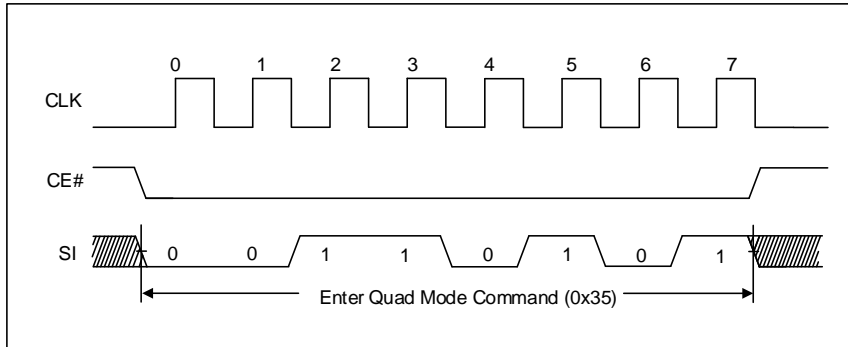 0 1 2 3 4 5 6 7
CLK
CE#
SI 0 0 1 1 0 1 0 1
Enter Quad Mode Command (0x35)